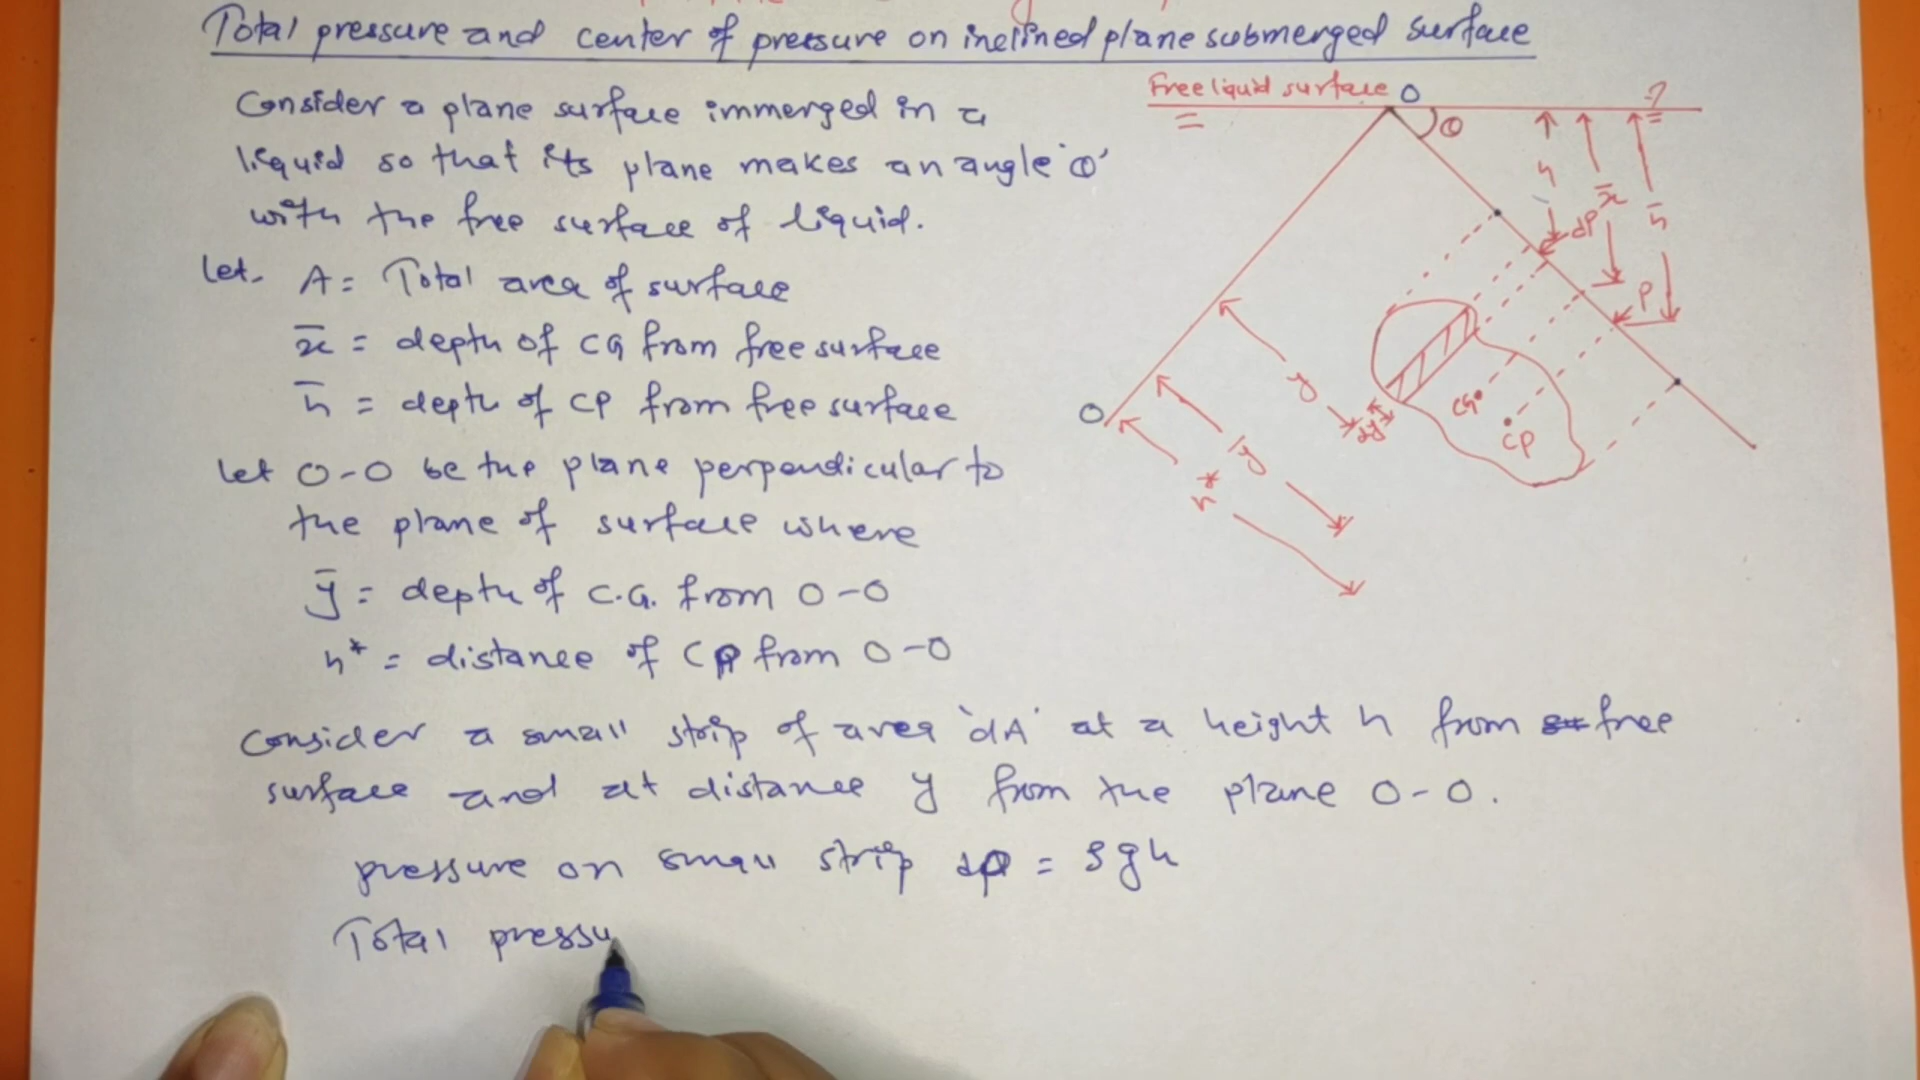 Total pressure and center of pressure on inclined plane submerged surface
Consider a plane surface immerged in a
liquid so that its plane makes an angle 'θ'
with the free surface of liquid.
Let- A = Total area of surface
x̄ = depth of CG from free surface
h̄ = depth of CP from free surface
Let O-O be the plane perpendicular to
the plane of surface where
ȳ = depth of C.G. from O-O
h* = distance of CP from O-O
Consider a small strip of area 'dA' at a height h from free
surface and at distance y from the plane O-O.
pressure on small strip dp = ρgh
Total pressu
Free liquid surface O
θ
h
x̄
h̄
dP
P
y
dy
ȳ
h*
O
CG
CP